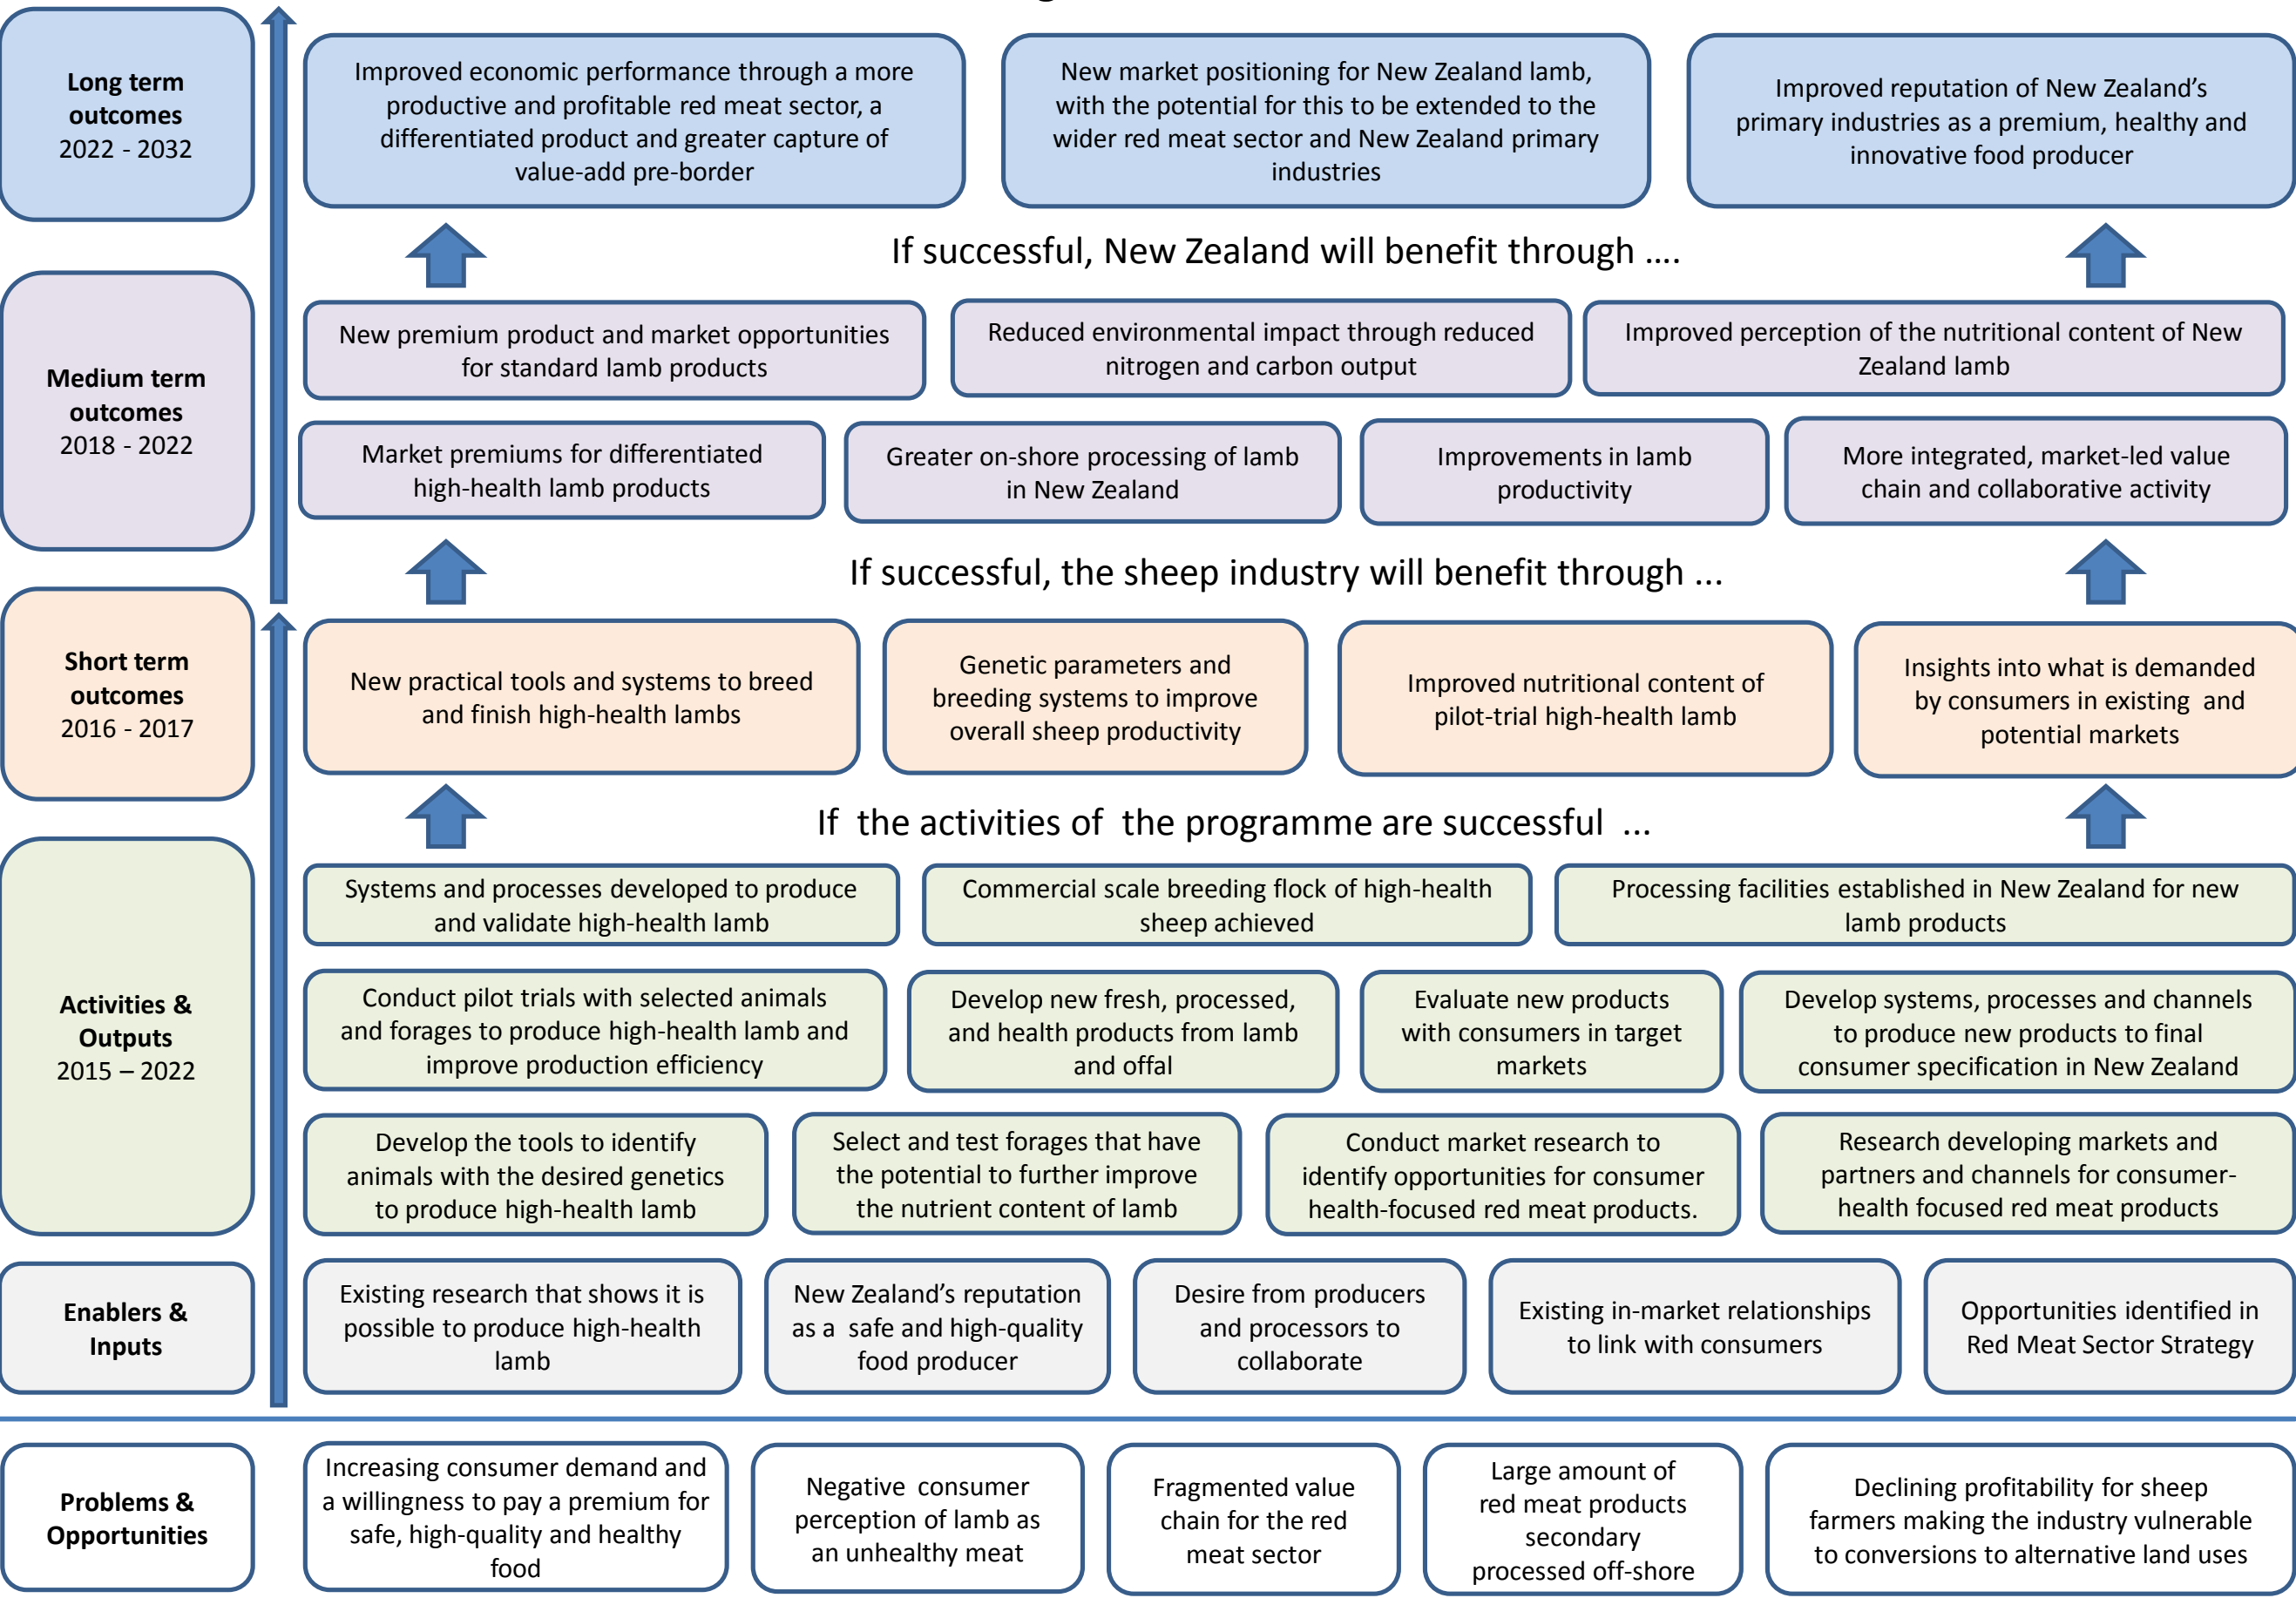 Long term
outcomes
2022 - 2032
Improved economic performance through a more
productive and profitable red meat sector, a
differentiated product and greater capture of
value-add pre-border
New market positioning for New Zealand lamb,
with the potential for this to be extended to the
wider red meat sector and New Zealand primary
industries
Improved reputation of New Zealand's
primary industries as a premium, healthy and
innovative food producer
If successful, New Zealand will benefit through ....
Medium term
outcomes
2018 - 2022
New premium product and market opportunities
for standard lamb products
Reduced environmental impact through reduced
nitrogen and carbon output
Improved perception of the nutritional content of New
Zealand lamb
Market premiums for differentiated
high-health lamb products
Greater on-shore processing of lamb
in New Zealand
Improvements in lamb
productivity
More integrated, market-led value
chain and collaborative activity
If successful, the sheep industry will benefit through ...
Short term
outcomes
2016 - 2017
New practical tools and systems to breed
and finish high-health lambs
Genetic parameters and
breeding systems to improve
overall sheep productivity
Improved nutritional content of
pilot-trial high-health lamb
Insights into what is demanded
by consumers in existing and
potential markets
If the activities of the programme are successful ...
Activities &
Outputs
2015 – 2022
Systems and processes developed to produce
and validate high-health lamb
Commercial scale breeding flock of high-health
sheep achieved
Processing facilities established in New Zealand for new
lamb products
Conduct pilot trials with selected animals
and forages to produce high-health lamb and
improve production efficiency
Develop new fresh, processed,
and health products from lamb
and offal
Evaluate new products
with consumers in target
markets
Develop systems, processes and channels
to produce new products to final
consumer specification in New Zealand
Develop the tools to identify
animals with the desired genetics
to produce high-health lamb
Select and test forages that have
the potential to further improve
the nutrient content of lamb
Conduct market research to
identify opportunities for consumer
health-focused red meat products.
Research developing markets and
partners and channels for consumer-
health focused red meat products
Enablers &
Inputs
Existing research that shows it is
possible to produce high-health
lamb
New Zealand's reputation
as a safe and high-quality
food producer
Desire from producers
and processors to
collaborate
Existing in-market relationships
to link with consumers
Opportunities identified in
Red Meat Sector Strategy
Problems &
Opportunities
Increasing consumer demand and
a willingness to pay a premium for
safe, high-quality and healthy
food
Negative consumer
perception of lamb as
an unhealthy meat
Fragmented value
chain for the red
meat sector
Large amount of
red meat products
secondary
processed off-shore
Declining profitability for sheep
farmers making the industry vulnerable
to conversions to alternative land uses